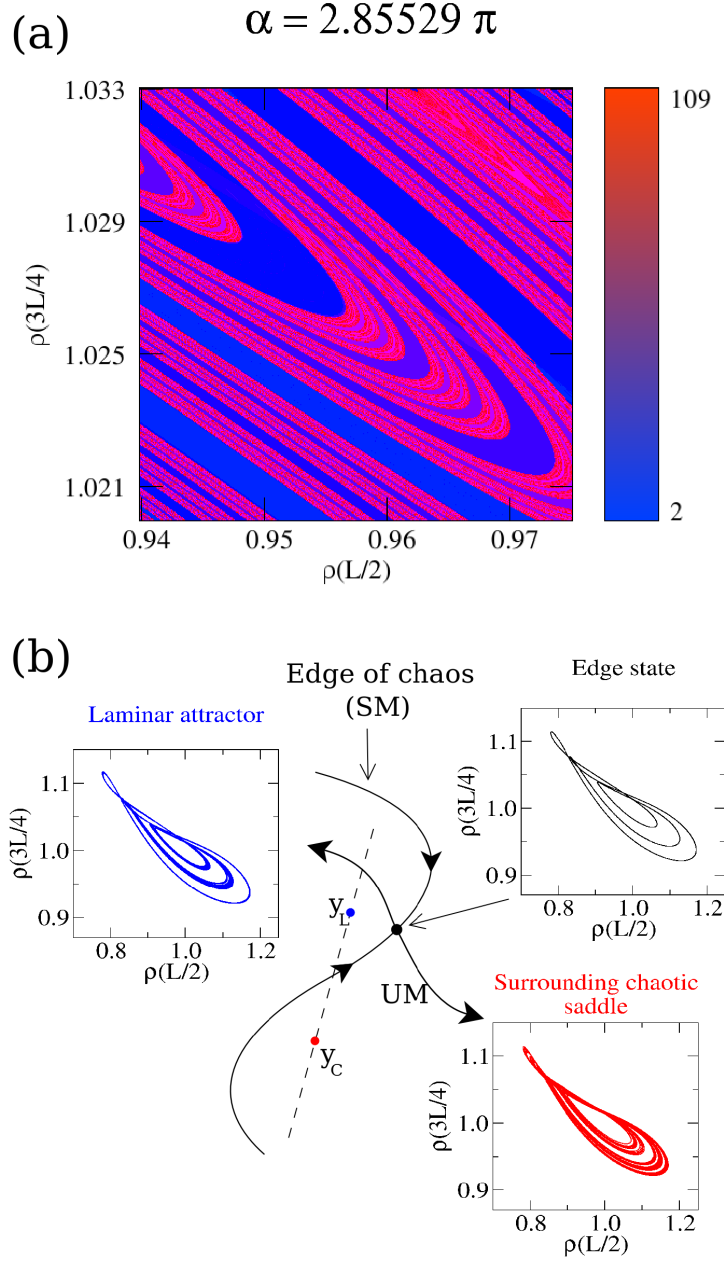 (a)
α = 2.85529 π
1.033
1.029
1.025
1.021
ρ(3L/4)
0.94 0.95 0.96 0.97
ρ(L/2)
109
2
(b)
Edge of chaos
(SM)
Edge state
Laminar attractor
1.1
1.0
0.9
ρ(3L/4)
0.8 1.0 1.2
ρ(L/2)
1.1
1.0
0.9
ρ(3L/4)
0.8 1.0 1.2
ρ(L/2)
y_L
UM
y_C
Surrounding chaotic
saddle
1.1
1.0
0.9
ρ(3L/4)
0.8 1.0 1.2
ρ(L/2)